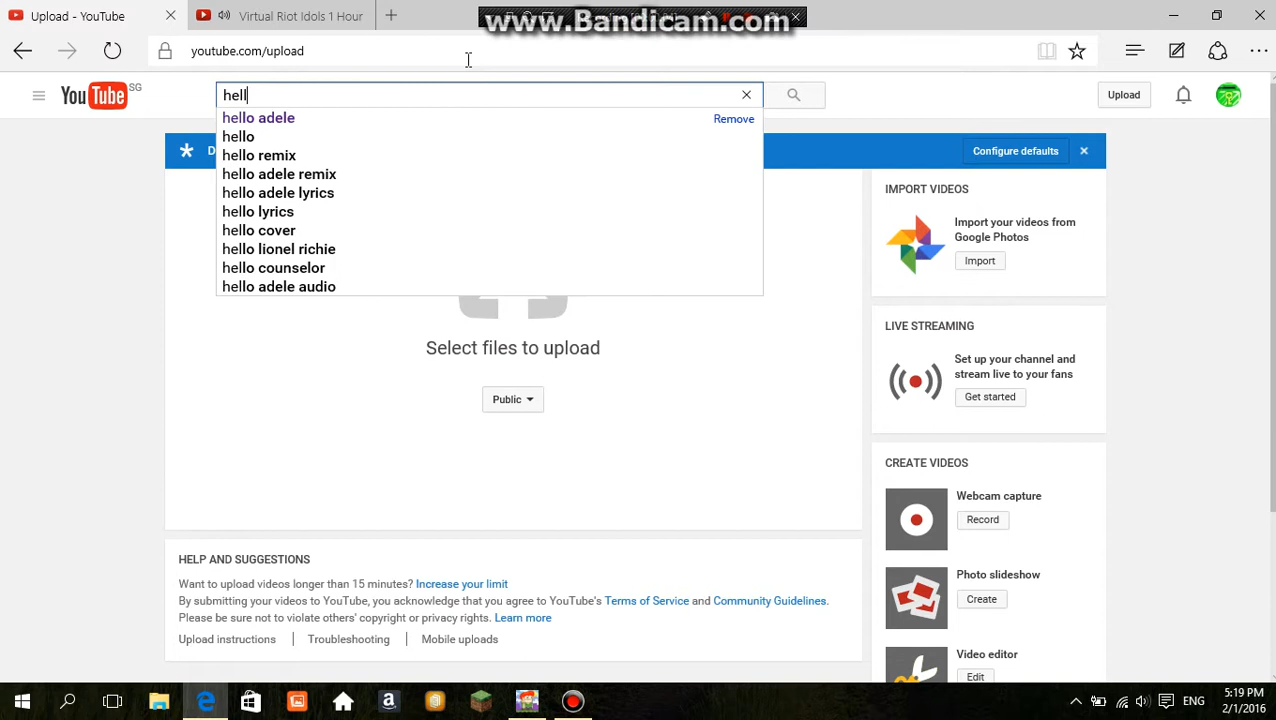 www.Bandicam.com
Upload videos - YouTube
Virtual Riot - Idols 1 Hour
youtube.com/upload
YouTube SG
hell
Upload
hello adele
Remove
hello
hello remix
hello adele remix
hello adele lyrics
hello lyrics
hello cover
hello lionel richie
hello counselor
hello adele audio
D
Configure defaults
Select files to upload
Public
IMPORT VIDEOS
Import your videos from
Google Photos
Import
LIVE STREAMING
Set up your channel and
stream live to your fans
Get started
CREATE VIDEOS
Webcam capture
Record
Photo slideshow
Create
Video editor
Edit
HELP AND SUGGESTIONS
Want to upload videos longer than 15 minutes? Increase your limit
By submitting your videos to YouTube, you acknowledge that you agree to YouTube's Terms of Service and Community Guidelines.
Please be sure not to violate others' copyright or privacy rights. Learn more
Upload instructions | Troubleshooting | Mobile uploads
ENG
5:19 PM
2/1/2016